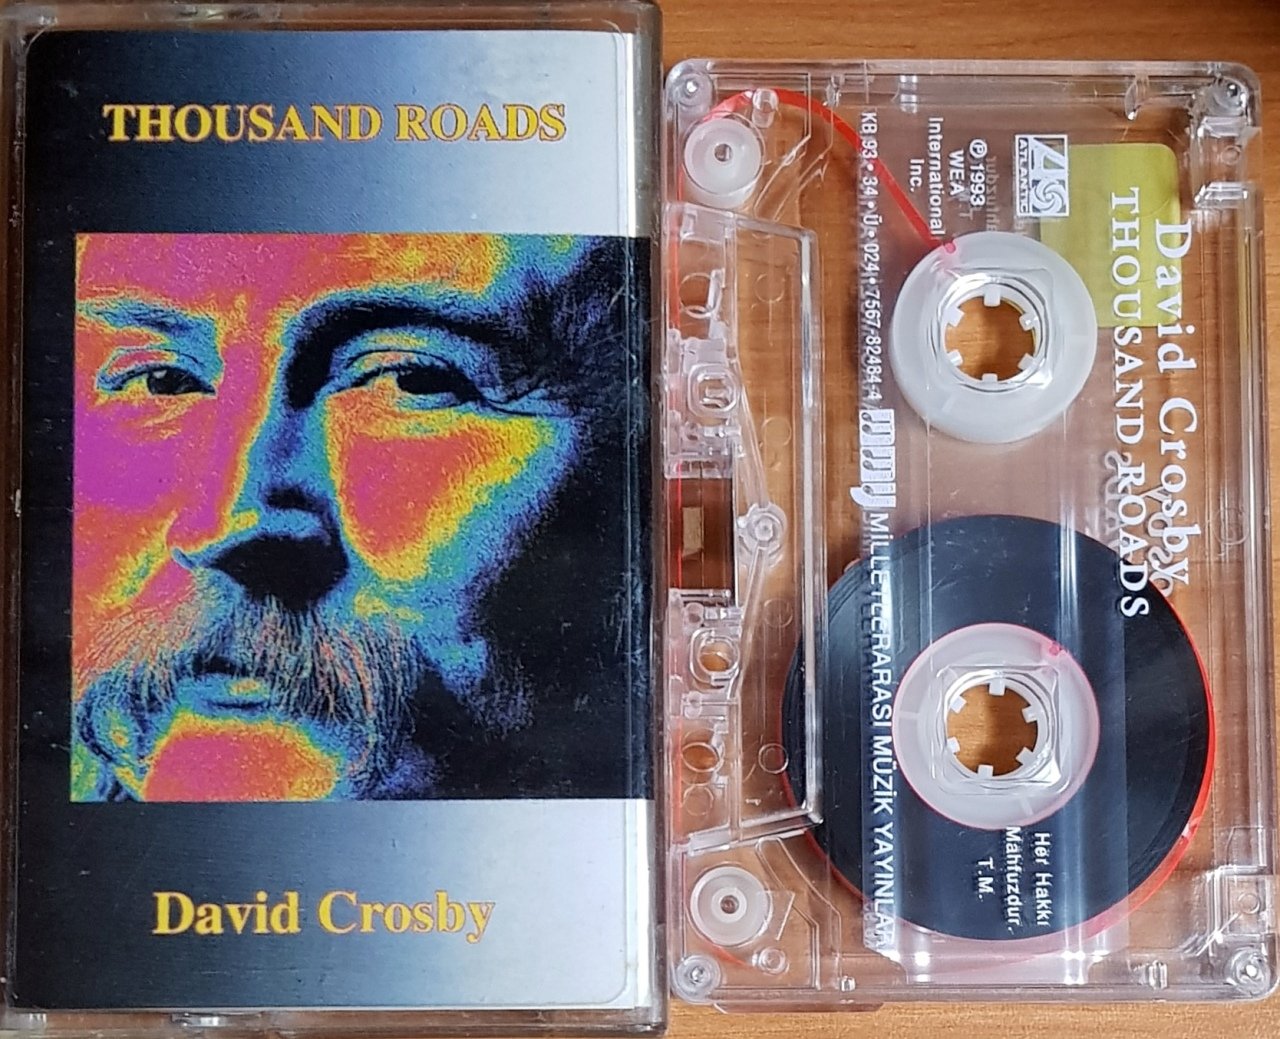 THOUSAND ROADS
David Crosby
David Crosby
THOUSAND ROADS
ATLANTIC
℗ 1993
WEA
International
Inc.
KB 93 • 34 • Ü • 024 • 7567-82484-4
MİLLETLERARASI MÜZİK YAYINLARI
Her Hakkı
Mahfuzdur.
T.M.